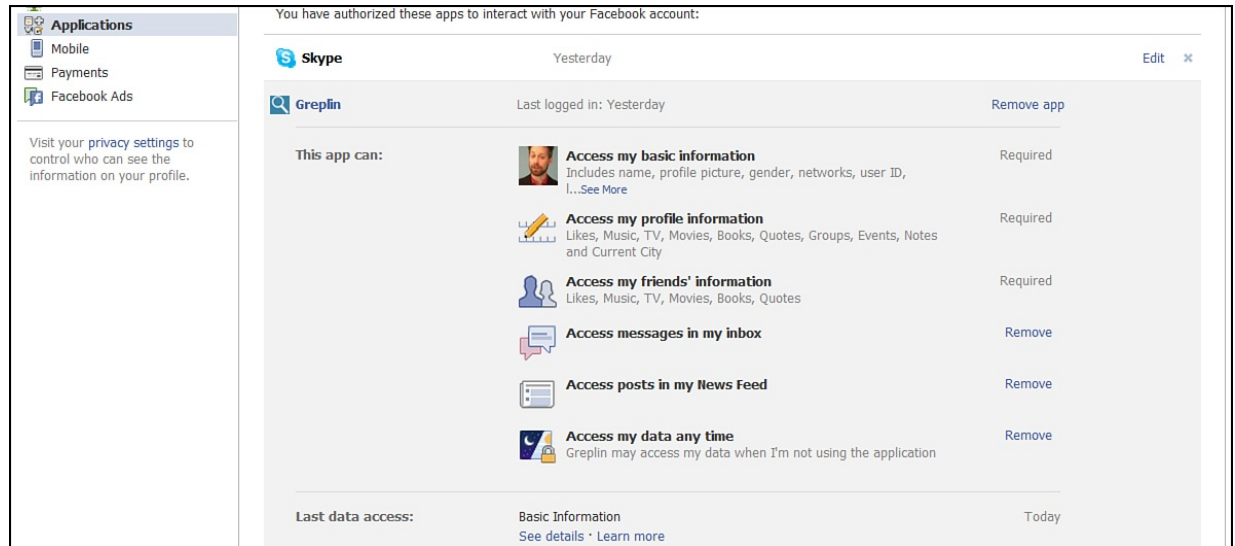 Applications
Mobile
Payments
Facebook Ads
Visit your privacy settings to
control who can see the
information on your profile.
You have authorized these apps to interact with your Facebook account:
Skype Yesterday Edit x
Greplin Last logged in: Yesterday Remove app
This app can: Access my basic information Required
Includes name, profile picture, gender, networks, user ID,
l...See More
Access my profile information Required
Likes, Music, TV, Movies, Books, Quotes, Groups, Events, Notes
and Current City
Access my friends' information Required
Likes, Music, TV, Movies, Books, Quotes
Access messages in my inbox Remove
Access posts in my News Feed Remove
Access my data any time Remove
Greplin may access my data when I'm not using the application
Last data access: Basic Information Today
See details · Learn more